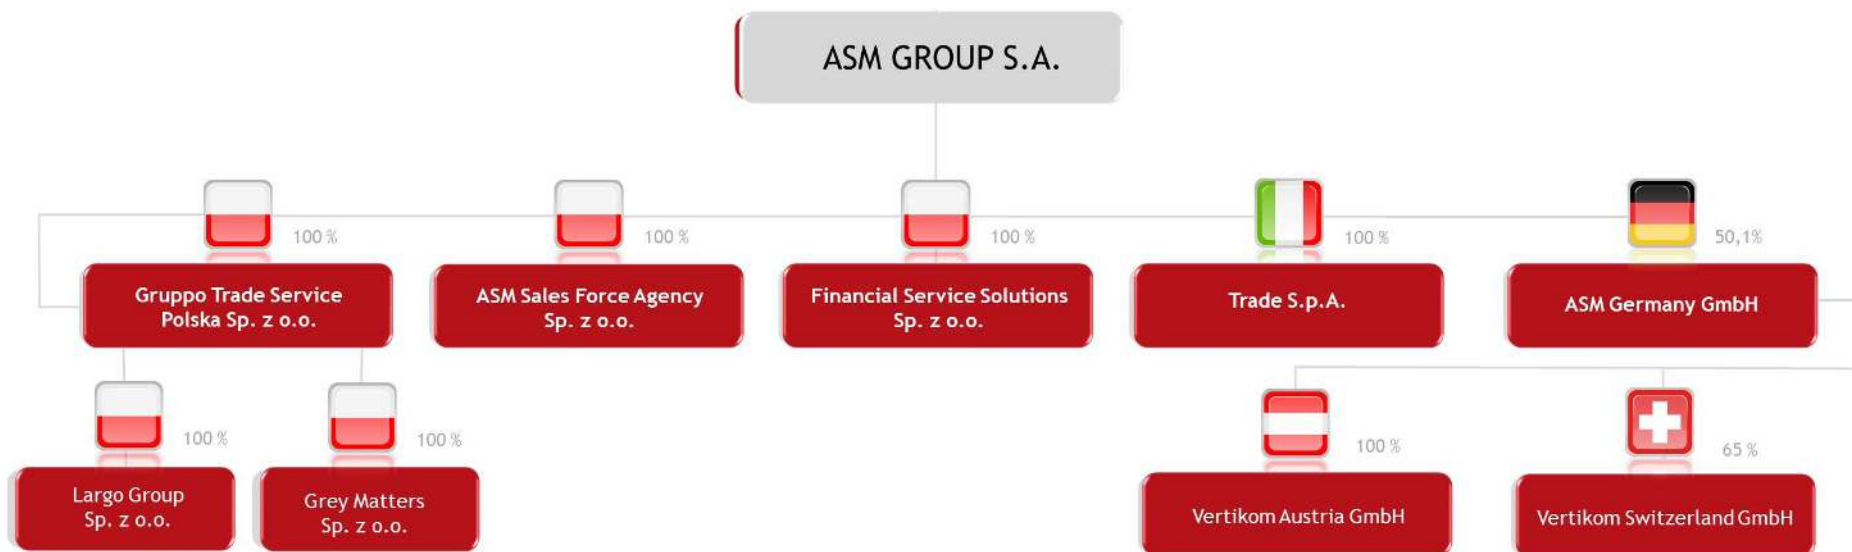 ASM GROUP S.A.
100 %
100 %
100 %
100 %
50,1%
Gruppo Trade Service
Polska Sp. z o.o.
ASM Sales Force Agency
Sp. z o.o.
Financial Service Solutions
Sp. z o.o.
Trade S.p.A.
ASM Germany GmbH
100 %
100 %
100 %
65 %
Largo Group
Sp. z o.o.
Grey Matters
Sp. z o.o.
Vertikom Austria GmbH
Vertikom Switzerland GmbH